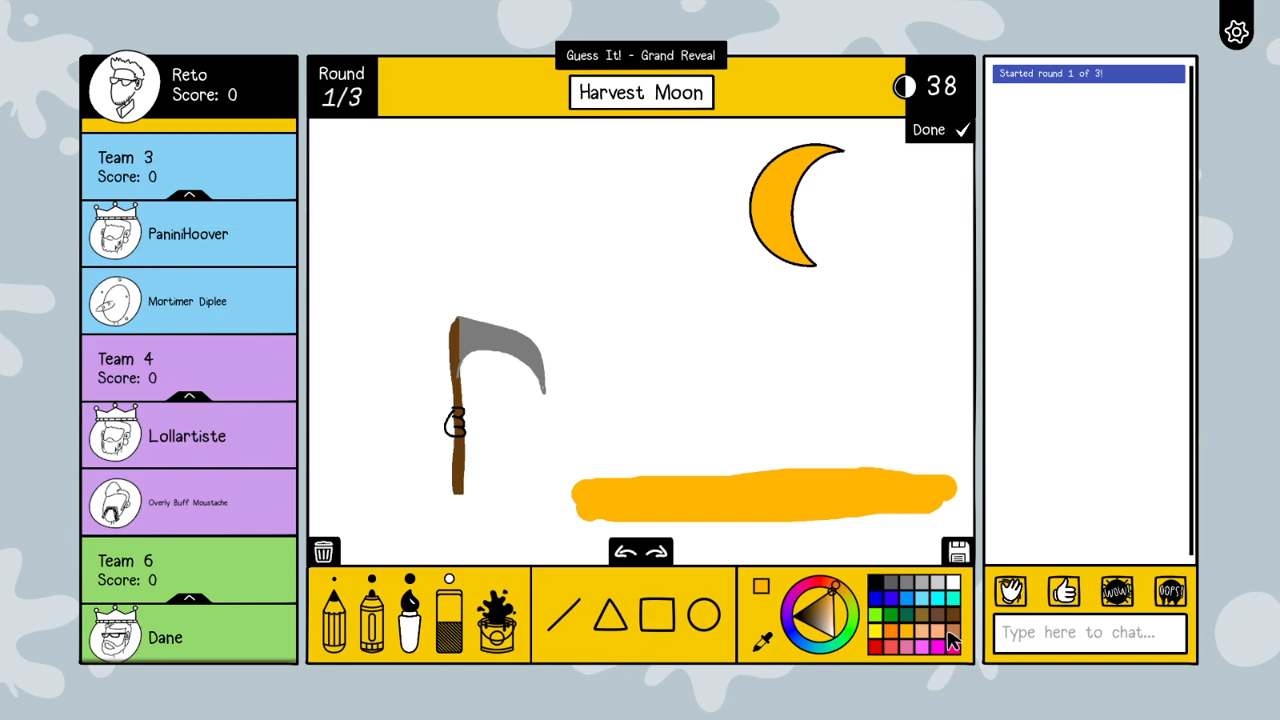 Guess It! - Grand Reveal
Reto
Score: 0
Round
1/3
Harvest Moon
38
Done
Started round 1 of 3!
Team 3
Score: 0
PaniniHoover
Mortimer Diplee
Team 4
Score: 0
Lollartiste
Overly Buff Moustache
Team 6
Score: 0
Dane
WOW!
OOPS!
Type here to chat...